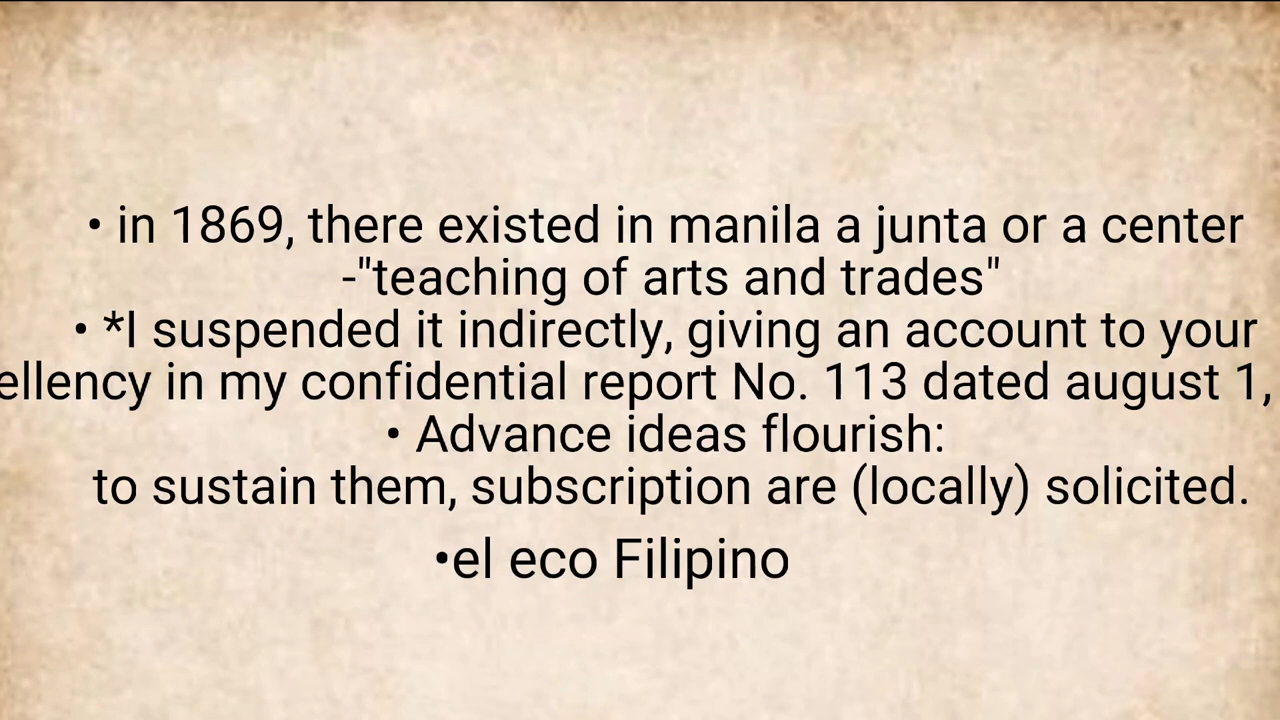 • in 1869, there existed in manila a junta or a center
-"teaching of arts and trades"
• *I suspended it indirectly, giving an account to your
ellency in my confidential report No. 113 dated august 1,
• Advance ideas flourish:
to sustain them, subscription are (locally) solicited.
•el eco Filipino